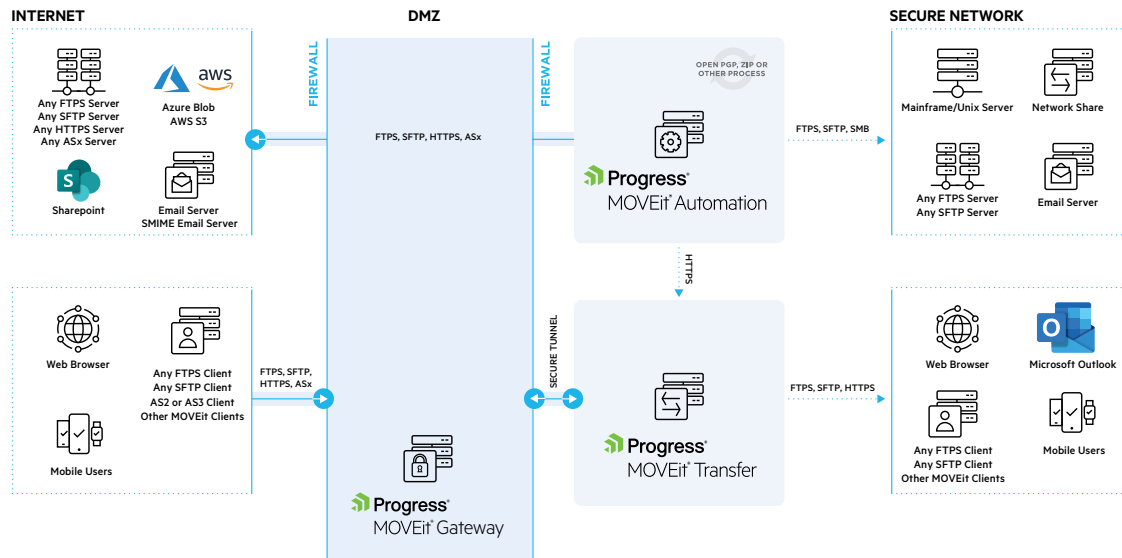 INTERNET
DMZ
SECURE NETWORK
FIREWALL
FIREWALL
Any FTPS Server
Any SFTP Server
Any HTTPS Server
Any ASx Server
aws
Azure Blob
AWS S3
S
Sharepoint
Email Server
SMIME Email Server
FTPS, SFTP, HTTPS, ASx
OPEN PGP, ZIP OR
OTHER PROCESS
Progress®
MOVEit® Automation
FTPS, SFTP, SMB
Mainframe/Unix Server
Network Share
Any FTPS Server
Any SFTP Server
Email Server
HTTPS
Web Browser
Any FTPS Client
Any SFTP Client
AS2 or AS3 Client
Other MOVEit Clients
Mobile Users
FTPS, SFTP,
HTTPS, ASx
Progress®
MOVEit® Gateway
SECURE TUNNEL
Progress®
MOVEit® Transfer
FTPS, SFTP, HTTPS
Web Browser
O
Microsoft Outlook
Any FTPS Client
Any SFTP Client
Other MOVEit Clients
Mobile Users